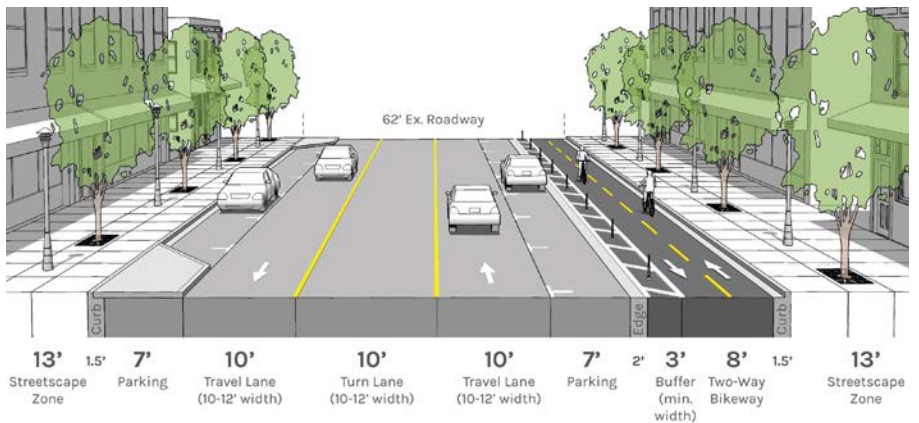 62' Ex. Roadway
Curb
Edge
Curb
13' 1.5' 7' 10' 10' 10' 7' 2' 3' 8' 1.5' 13'
Streetscape Zone
Parking
Travel Lane
(10-12' width)
Turn Lane
(10-12' width)
Travel Lane
(10-12' width)
Parking
Buffer
(min.
width)
Two-Way
Bikeway
Streetscape
Zone